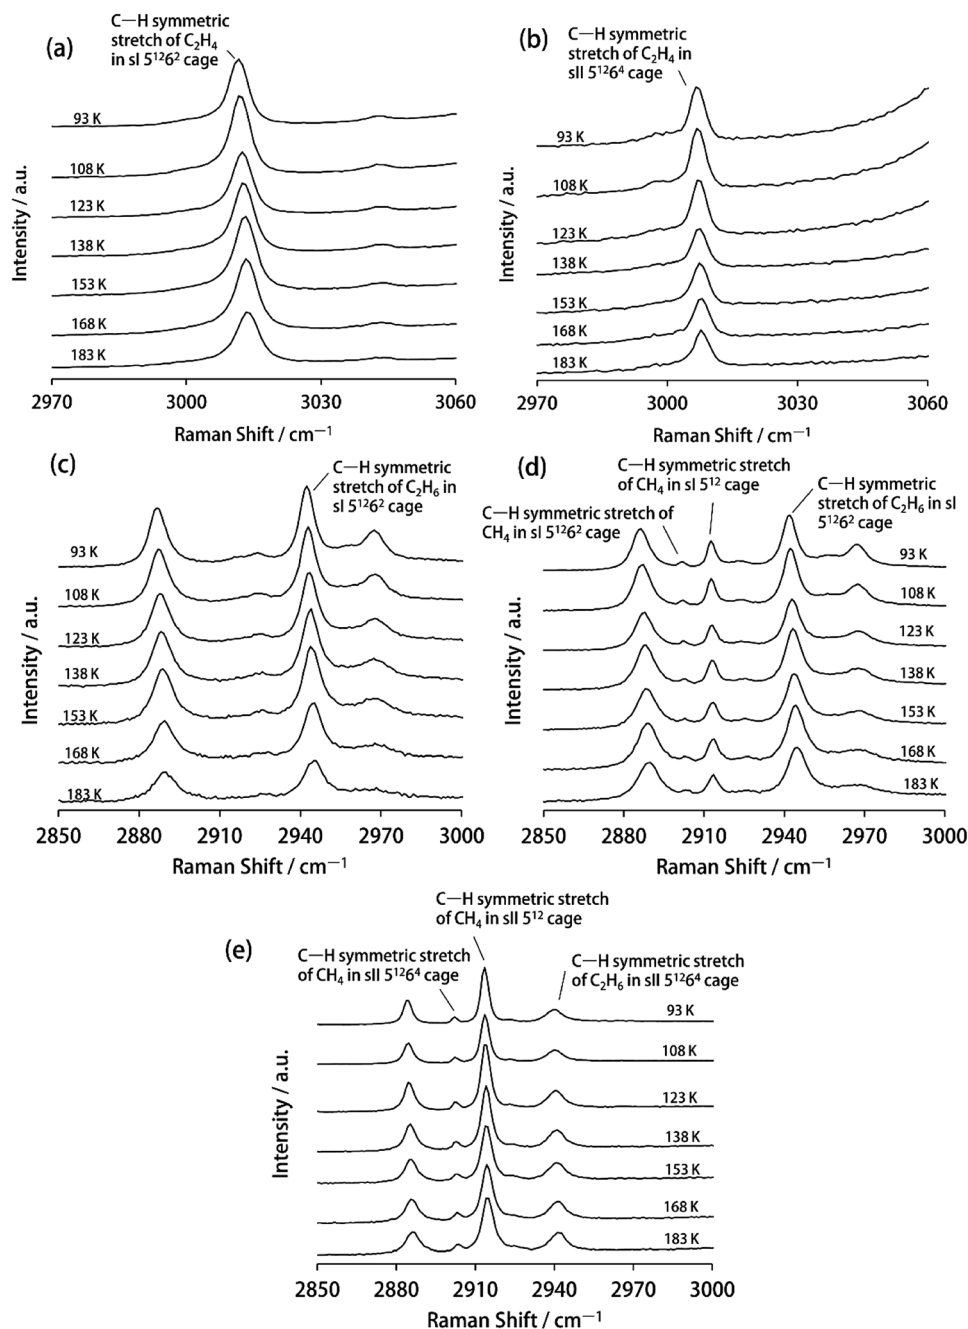 (a)
C—H symmetric
stretch of C2H4
in sI 5¹²6² cage
93 K
108 K
123 K
138 K
153 K
168 K
183 K
Intensity / a.u.
2970 3000 3030 3060
Raman Shift / cm⁻¹
(b)
C—H symmetric
stretch of C2H4 in
sII 5¹²6⁴ cage
93 K
108 K
123 K
138 K
153 K
168 K
183 K
Intensity / a.u.
2970 3000 3030 3060
Raman Shift / cm⁻¹
(c)
C—H symmetric
stretch of C2H6 in
sI 5¹²6² cage
93 K
108 K
123 K
138 K
153 K
168 K
183 K
Intensity / a.u.
2850 2880 2910 2940 2970 3000
Raman Shift / cm⁻¹
(d)
C—H symmetric stretch
of CH4 in sI 5¹² cage
C—H symmetric stretch of
CH4 in sI 5¹²6² cage
C—H symmetric
stretch of C2H6 in sI
5¹²6² cage
93 K
108 K
123 K
138 K
153 K
168 K
183 K
Intensity / a.u.
2850 2880 2910 2940 2970 3000
Raman Shift / cm⁻¹
(e)
C—H symmetric stretch
of CH4 in sII 5¹² cage
C—H symmetric stretch
of CH4 in sII 5¹²6⁴ cage
C—H symmetric stretch
of C2H6 in sII 5¹²6⁴ cage
93 K
108 K
123 K
138 K
153 K
168 K
183 K
Intensity / a.u.
2850 2880 2910 2940 2970 3000
Raman Shift / cm⁻¹